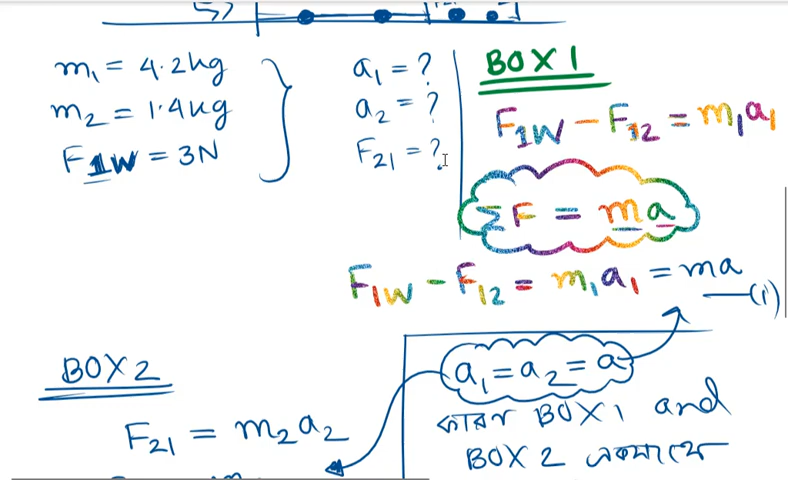 m₁ = 4.2kg
m₂ = 1.4kg
F1W = 3N
a₁ = ?
a₂ = ?
F₂₁ = ?
BOX 1
F1W − F₁₂ = m₁a₁
ΣF = ma
F1W − F₁₂ = m₁a₁ = ma —(i)
BOX 2
F₂₁ = m₂a₂
a₁ = a₂ = a
কারন BOX 1 and
BOX 2 একসাথে